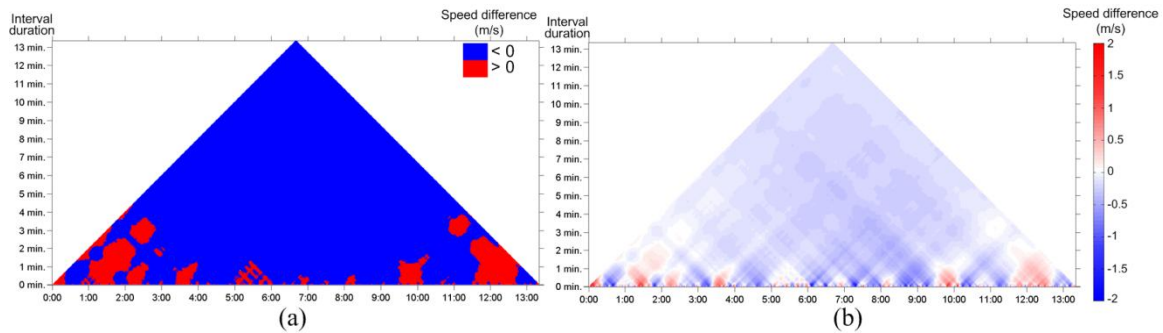 Interval
duration
Speed difference
(m/s)
< 0
> 0
13 min.
12 min.
11 min.
10 min.
9 min.
8 min.
7 min.
6 min.
5 min.
4 min.
3 min.
2 min.
1 min.
0 min.
0:00 1:00 2:00 3:00 4:00 5:00 6:00 7:00 8:00 9:00 10:00 11:00 12:00 13:00
(a)
Interval
duration
Speed difference
(m/s)
13 min.
12 min.
11 min.
10 min.
9 min.
8 min.
7 min.
6 min.
5 min.
4 min.
3 min.
2 min.
1 min.
0 min.
0:00 1:00 2:00 3:00 4:00 5:00 6:00 7:00 8:00 9:00 10:00 11:00 12:00 13:00
2
1.5
1
0.5
0
-0.5
-1
-1.5
-2
(b)